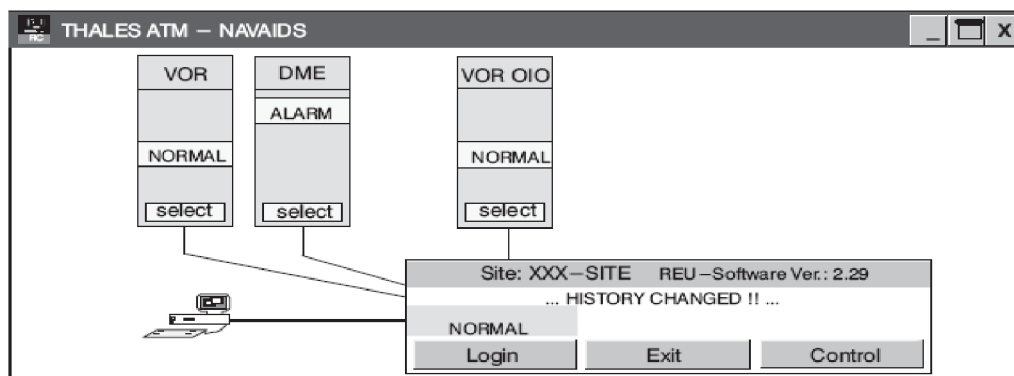 RC THALES ATM – NAVAIDS _ X
VOR DME VOR OIO
ALARM
NORMAL NORMAL
select select select
Site: XXX–SITE REU–Software Ver.: 2.29
... HISTORY CHANGED !! ...
NORMAL
Login Exit Control